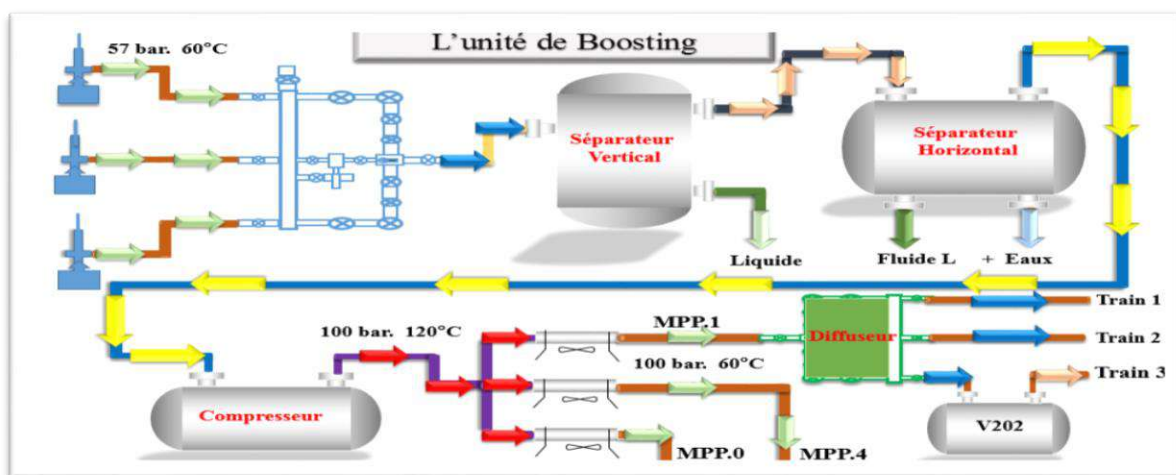 L'unité de Boosting
57 bar. 60°C
Séparateur
Vertical
Séparateur
Horizontal
Liquide
Fluide L + Eaux
100 bar. 120°C
MPP.1
Diffuseur
Train 1
Train 2
100 bar. 60°C
Train 3
Compresseur
V202
MPP.0
MPP.4